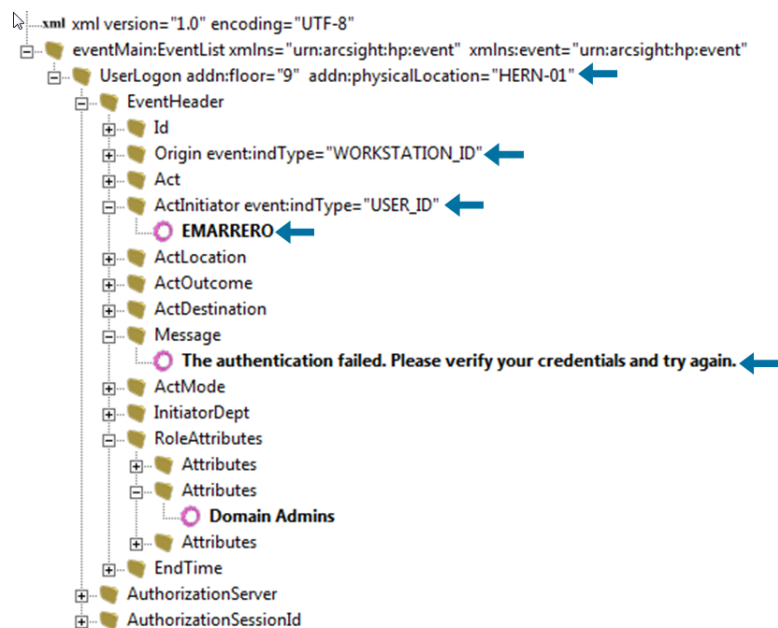 xml xml version="1.0" encoding="UTF-8"
eventMain:EventList xmlns="urn:arcsight:hp:event" xmlns:event="urn:arcsight:hp:event"
UserLogon addn:floor="9" addn:physicalLocation="HERN-01"
EventHeader
Id
Origin event:indType="WORKSTATION_ID"
Act
ActInitiator event:indType="USER_ID"
EMARRERO
ActLocation
ActOutcome
ActDestination
Message
The authentication failed. Please verify your credentials and try again.
ActMode
InitiatorDept
RoleAttributes
Attributes
Attributes
Domain Admins
Attributes
EndTime
AuthorizationServer
AuthorizationSessionId